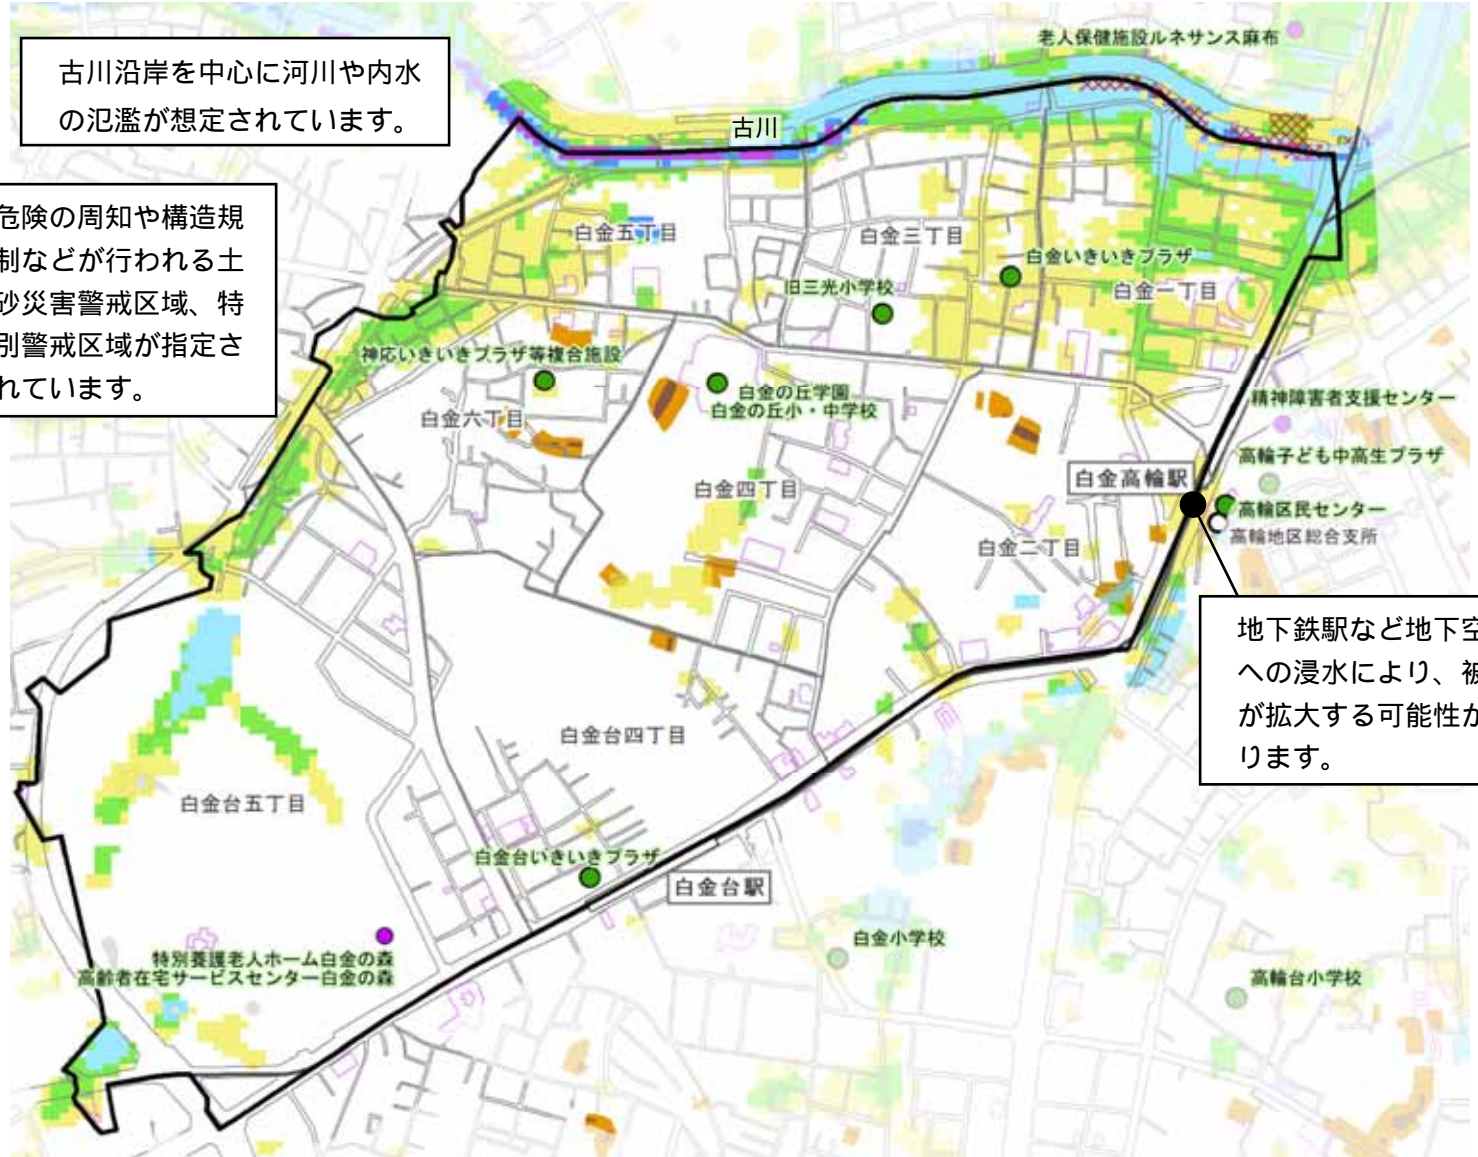 老人保健施設ルネサンス麻布
古川沿岸を中心に河川や内水
の氾濫が想定されています。
古川
危険の周知や構造規
制などが行われる土
砂災害警戒区域、特
別警戒区域が指定さ
れています。
白金五丁目
白金三丁目
白金いきいきプラザ
旧三光小学校
白金一丁目
神応いきいきプラザ等複合施設
白金の丘学園
白金の丘小・中学校
白金六丁目
精神障害者支援センター
高輪子ども中高生プラザ
白金高輪駅
白金四丁目
高輪区民センター
高輪地区総合支所
白金二丁目
地下鉄駅など地下空
への浸水により、被
が拡大する可能性が
ります。
白金台四丁目
白金台五丁目
白金台いきいきプラザ
白金台駅
白金小学校
特別養護老人ホーム白金の森
高齢者在宅サービスセンター白金の森
高輪台小学校